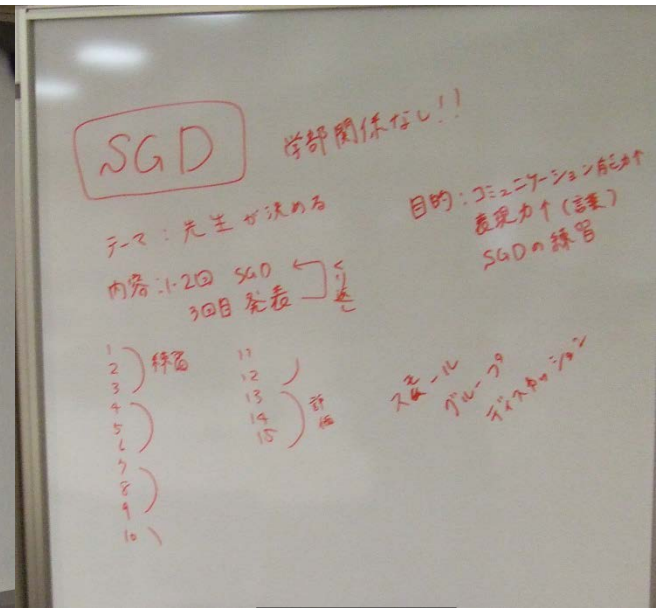 SGD
学部関係なし!!
テーマ:先生が決める
目的:コミュニケーション能力↑
表現力↑(言葉)
SGDの練習
内容:1・2回 SGD
3回目 発表
くり返し
1
2
3
練習
4
5
6
7
8
9
10
11
12
13
14
15
評価
スモール
グループ
ディスカッション